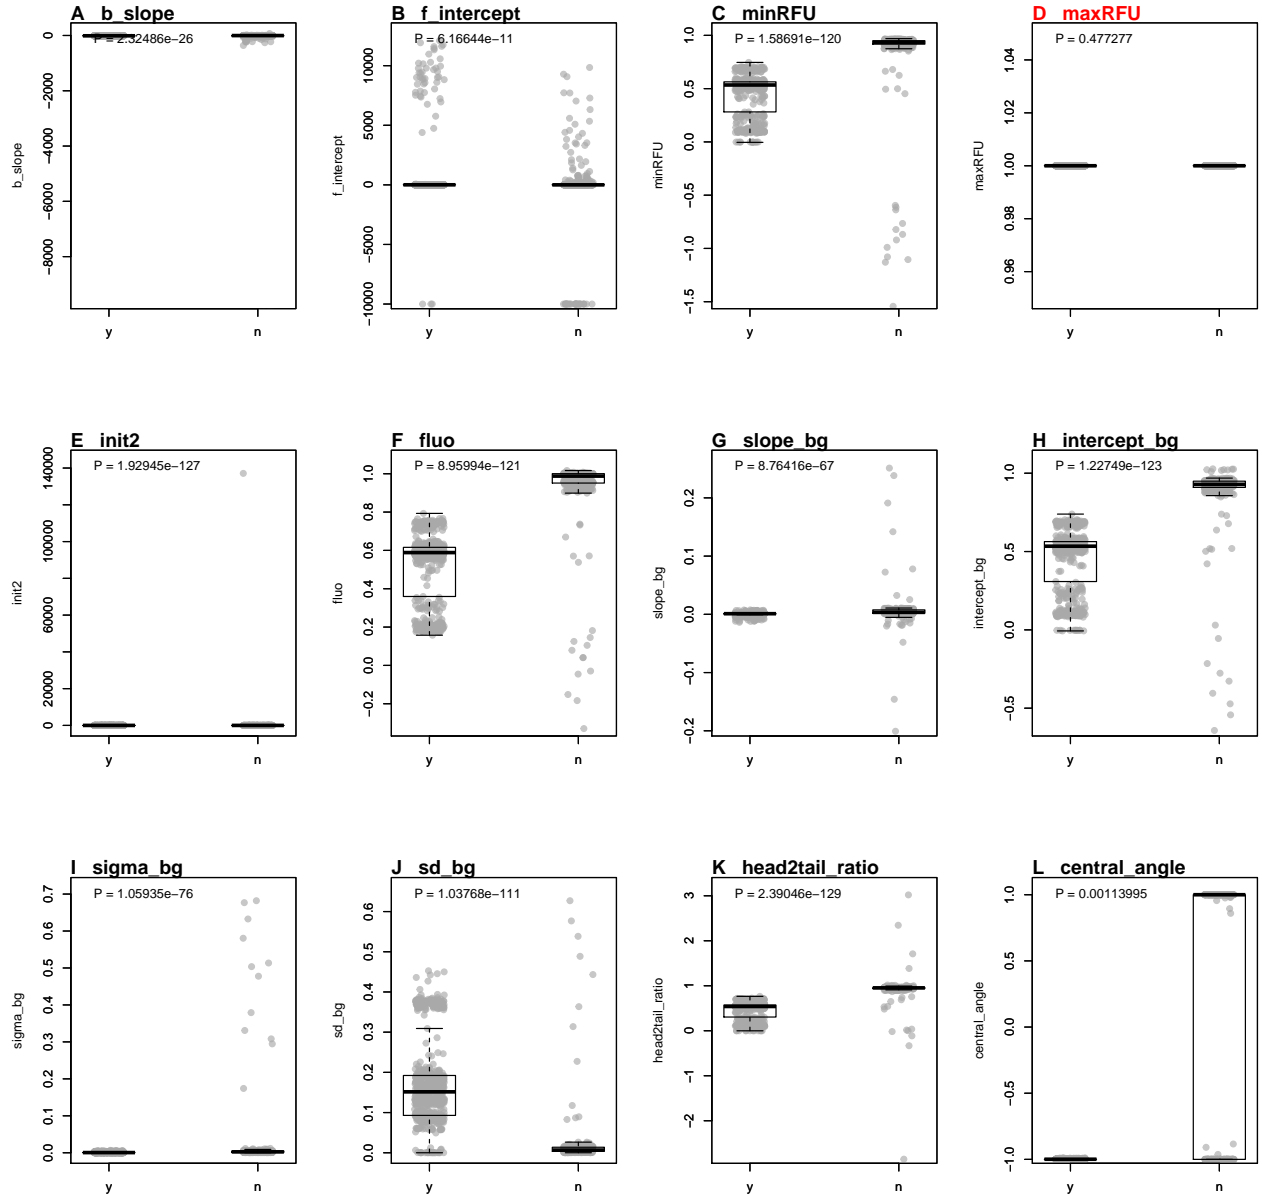 A b_slope
P = 2.32486e−26
b_slope
0
−2000
−4000
−6000
−8000
y
n
B f_intercept
P = 6.16644e−11
f_intercept
10000
5000
0
−5000
−10000
y
n
C minRFU
P = 1.58691e−120
minRFU
1.0
0.5
0.0
−0.5
−1.0
−1.5
y
n
D maxRFU
P = 0.477277
maxRFU
1.04
1.02
1.00
0.98
0.96
y
n
E init2
P = 1.92945e−127
init2
140000
100000
60000
20000
0
y
n
F fluo
P = 8.95994e−121
fluo
1.0
0.8
0.6
0.4
0.2
0.0
−0.2
y
n
G slope_bg
P = 8.76416e−67
slope_bg
0.2
0.1
0.0
−0.1
−0.2
y
n
H intercept_bg
P = 1.22749e−123
intercept_bg
1.0
0.5
0.0
−0.5
y
n
I sigma_bg
P = 1.05935e−76
sigma_bg
0.7
0.6
0.5
0.4
0.3
0.2
0.1
0.0
y
n
J sd_bg
P = 1.03768e−111
sd_bg
0.6
0.5
0.4
0.3
0.2
0.1
0.0
y
n
K head2tail_ratio
P = 2.39046e−129
head2tail_ratio
3
2
1
0
−1
−2
y
n
L central_angle
P = 0.00113995
central_angle
1.0
0.5
0.0
−0.5
−1.0
y
n